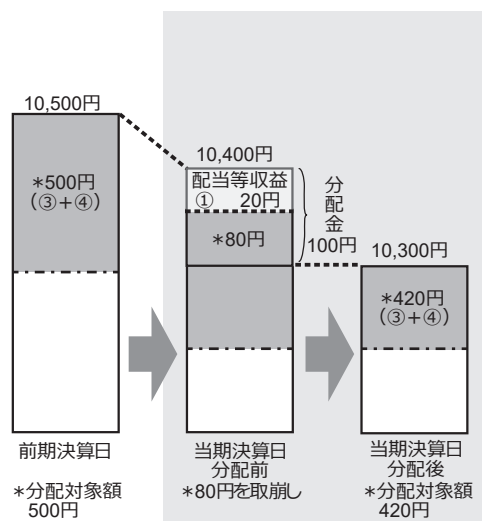 10,500円
*500円
(③+④)
前期決算日
*分配対象額
500円
10,400円
配当等収益
① 20円
*80円
分配金
100円
当期決算日
分配前
*80円を取崩し
10,300円
*420円
(③+④)
当期決算日
分配後
*分配対象額
420円